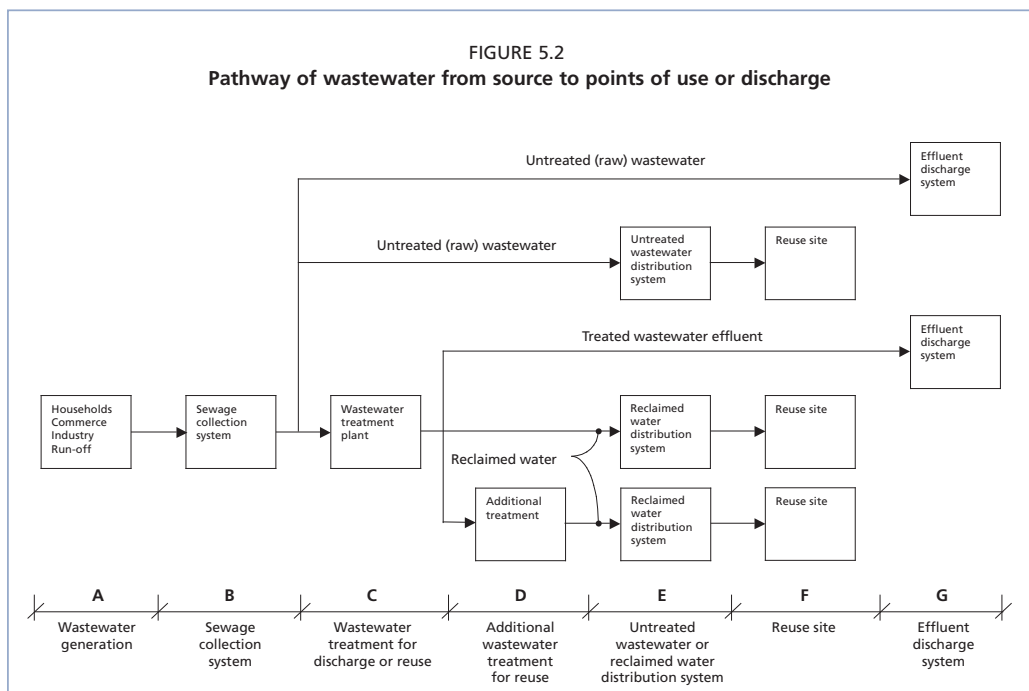 FIGURE 5.2
Pathway of wastewater from source to points of use or discharge
Untreated (raw) wastewater
Effluent
discharge
system
Untreated (raw) wastewater
Untreated
wastewater
distribution
system
Reuse site
Treated wastewater effluent
Effluent
discharge
system
Households
Commerce
Industry
Run-off
Sewage
collection
system
Wastewater
treatment
plant
Reclaimed water
Reclaimed
water
distribution
system
Reuse site
Additional
treatment
Reclaimed
water
distribution
system
Reuse site
A
Wastewater
generation
B
Sewage
collection
system
C
Wastewater
treatment for
discharge or reuse
D
Additional
wastewater
treatment
for reuse
E
Untreated
wastewater or
reclaimed water
distribution system
F
Reuse site
G
Effluent
discharge
system